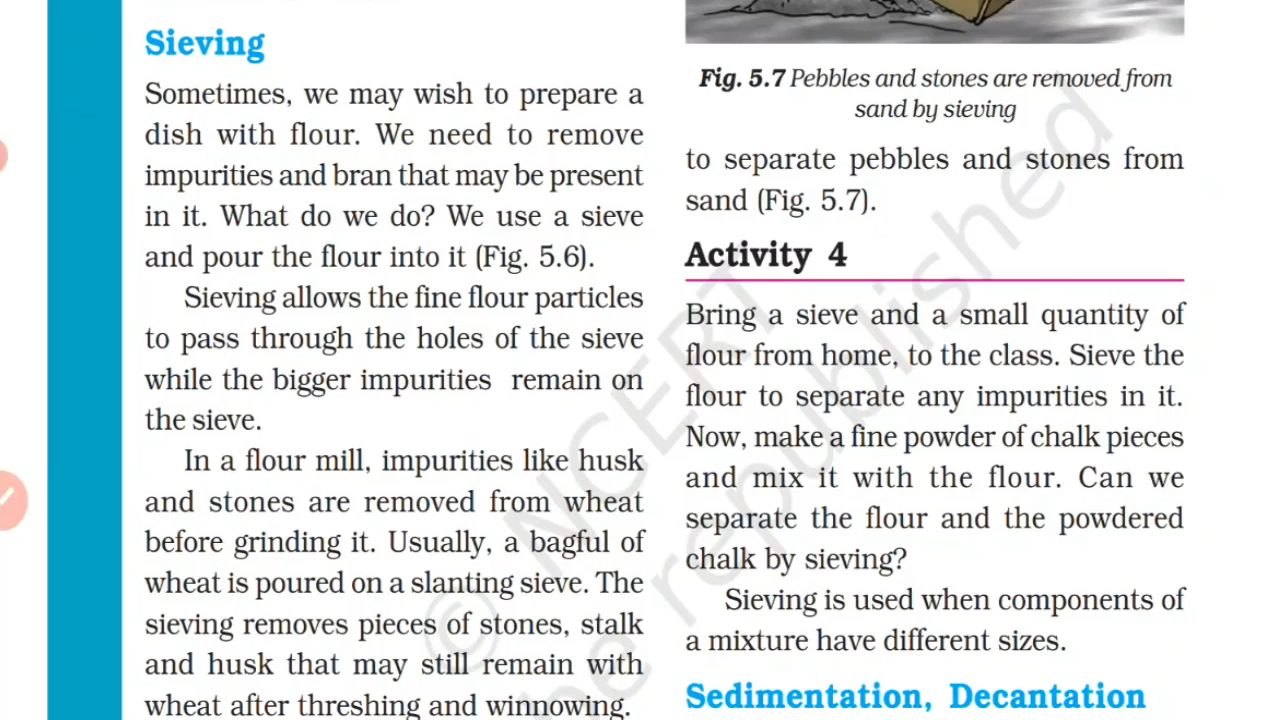 Sieving
Sometimes, we may wish to prepare a
dish with flour. We need to remove
impurities and bran that may be present
in it. What do we do? We use a sieve
and pour the flour into it (Fig. 5.6).
Sieving allows the fine flour particles
to pass through the holes of the sieve
while the bigger impurities remain on
the sieve.
In a flour mill, impurities like husk
and stones are removed from wheat
before grinding it. Usually, a bagful of
wheat is poured on a slanting sieve. The
sieving removes pieces of stones, stalk
and husk that may still remain with
wheat after threshing and winnowing.
Fig. 5.7 Pebbles and stones are removed from
sand by sieving
to separate pebbles and stones from
sand (Fig. 5.7).
Activity 4
Bring a sieve and a small quantity of
flour from home, to the class. Sieve the
flour to separate any impurities in it.
Now, make a fine powder of chalk pieces
and mix it with the flour. Can we
separate the flour and the powdered
chalk by sieving?
Sieving is used when components of
a mixture have different sizes.
Sedimentation, Decantation
© NCERT
be republished